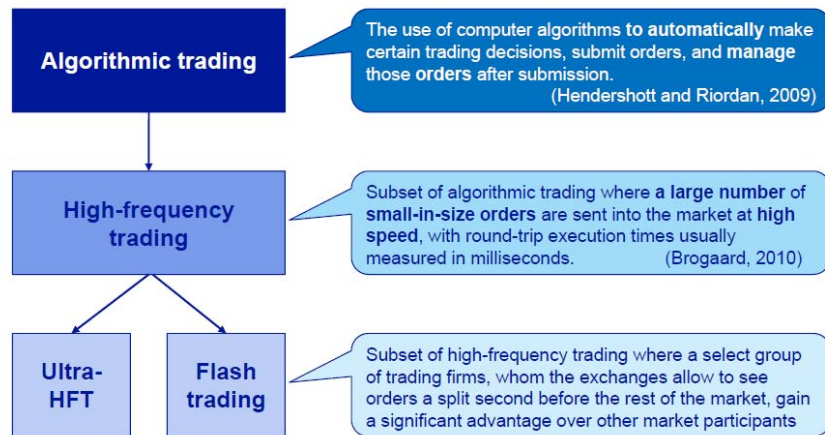 Algorithmic trading
The use of computer algorithms to automatically make
certain trading decisions, submit orders, and manage
those orders after submission.
(Hendershott and Riordan, 2009)
High-frequency
trading
Subset of algorithmic trading where a large number of
small-in-size orders are sent into the market at high
speed, with round-trip execution times usually
measured in milliseconds. (Brogaard, 2010)
Ultra-
HFT
Flash
trading
Subset of high-frequency trading where a select group
of trading firms, whom the exchanges allow to see
orders a split second before the rest of the market, gain
a significant advantage over other market participants